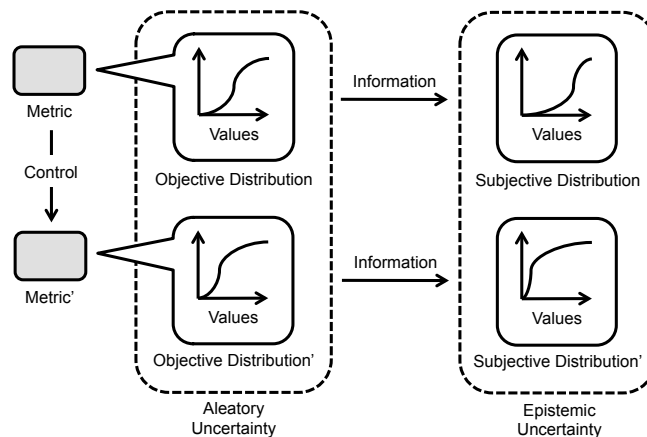 Metric
Control
Metric’
Values
Objective Distribution
Values
Objective Distribution’
Aleatory
Uncertainty
Information
Information
Values
Subjective Distribution
Values
Subjective Distribution’
Epistemic
Uncertainty